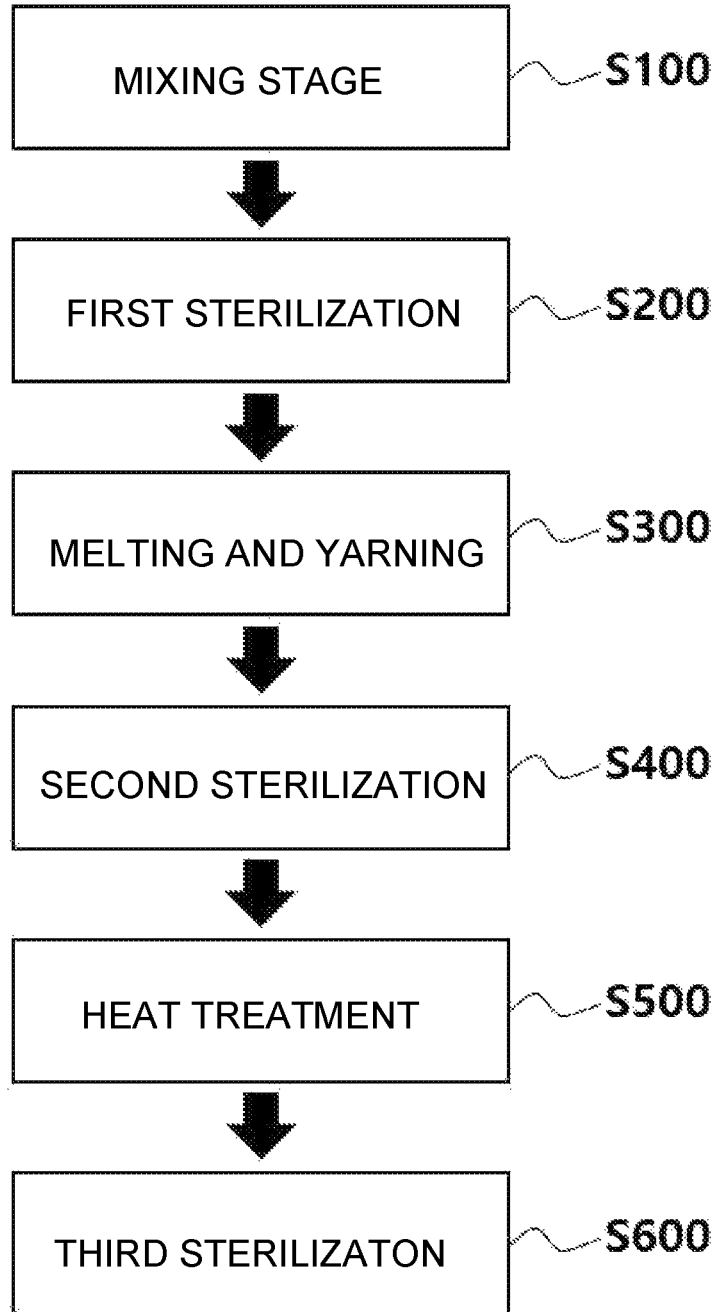 MIXING STAGE S100
FIRST STERILIZATION S200
MELTING AND YARNING S300
SECOND STERILIZATION S400
HEAT TREATMENT S500
THIRD STERILIZATON S600